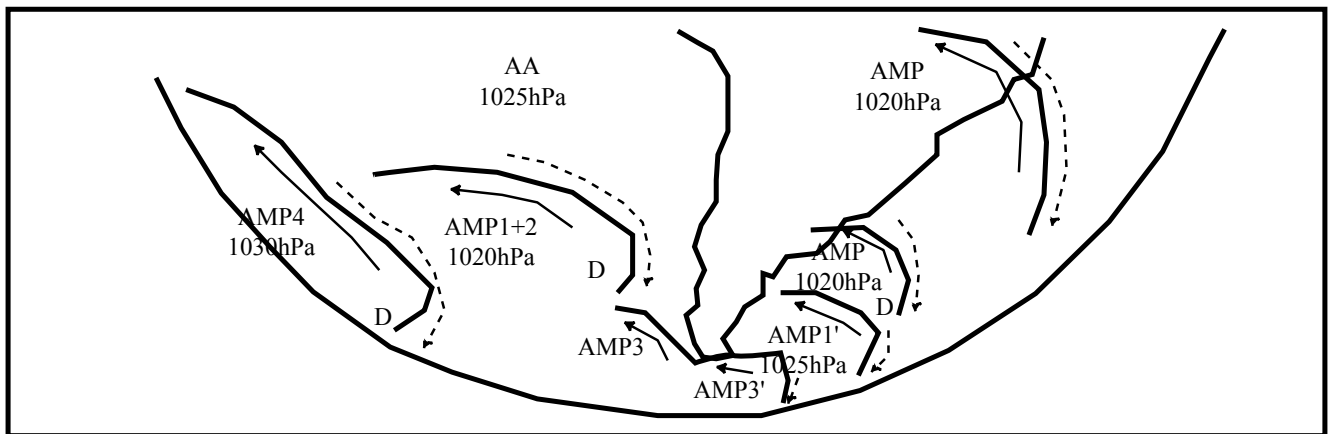 AA
1025hPa
AMP
1020hPa
AMP4
1030hPa
AMP1+2
1020hPa
D
D
AMP
1020hPa
D
AMP3
AMP1'
1025hPa
AMP3'